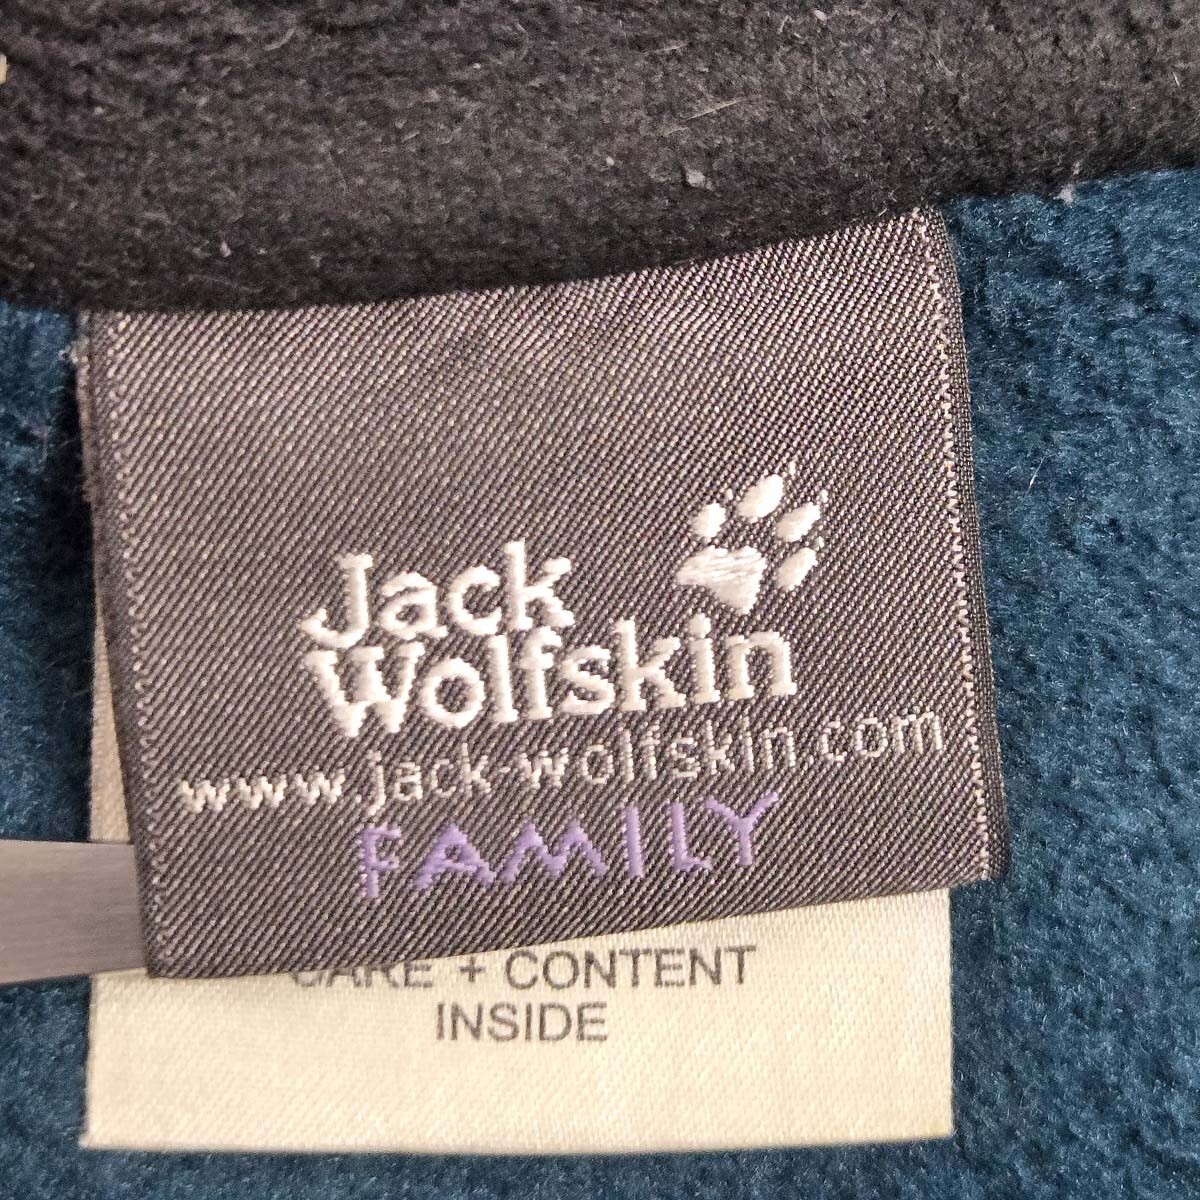 Jack
Wolfskin
www.jack-wolfskin.com
FAMILY
CARE + CONTENT
INSIDE